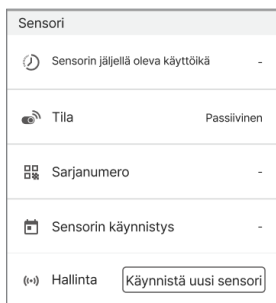 Sensori
Sensorin jäljellä oleva käyttöikä -
Tila Passiivinen
Sarjanumero -
Sensorin käynnistys -
Hallinta Käynnistä uusi sensori